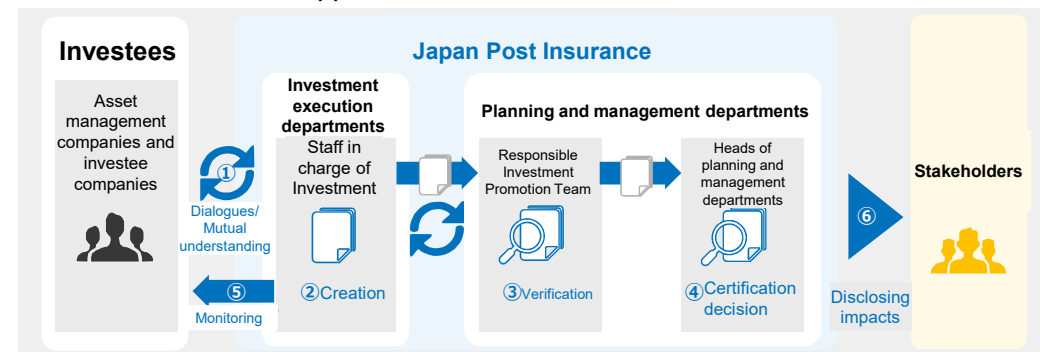 Investees
Asset
management
companies and
investee
companies
①
Dialogues/
Mutual
understanding
⑤
Monitoring
Japan Post Insurance
Investment
execution
departments
Staff in
charge of
Investment
②Creation
Planning and management departments
Responsible
Investment
Promotion Team
③Verification
Heads of
planning and
management
departments
④Certification
decision
⑥
Disclosing
impacts
Stakeholders